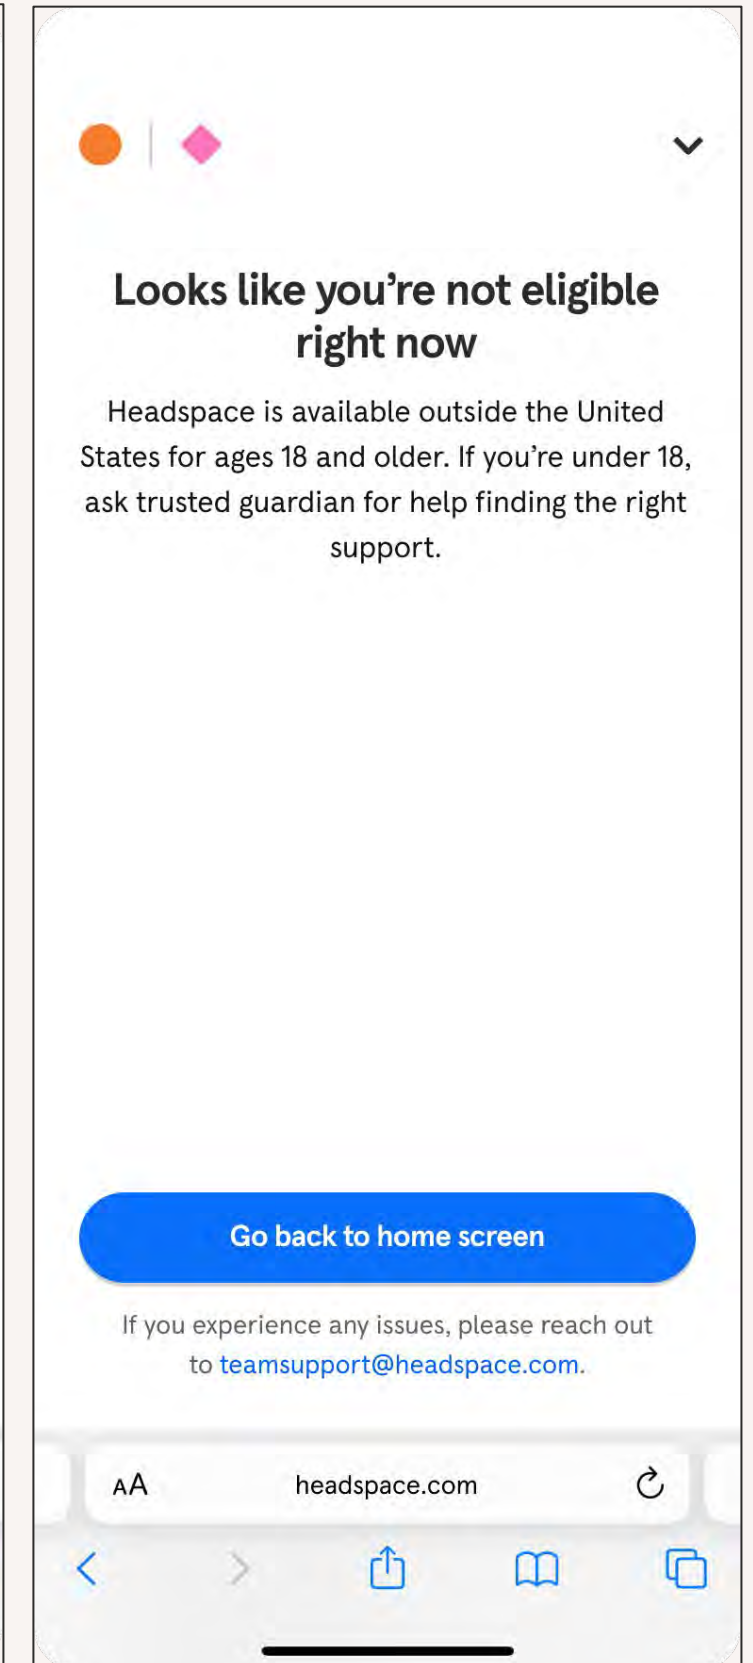 Looks like you’re not eligible
right now
Headspace is available outside the United
States for ages 18 and older. If you’re under 18,
ask trusted guardian for help finding the right
support.
Go back to home screen
If you experience any issues, please reach out
to teamsupport@headspace.com.
AA headspace.com